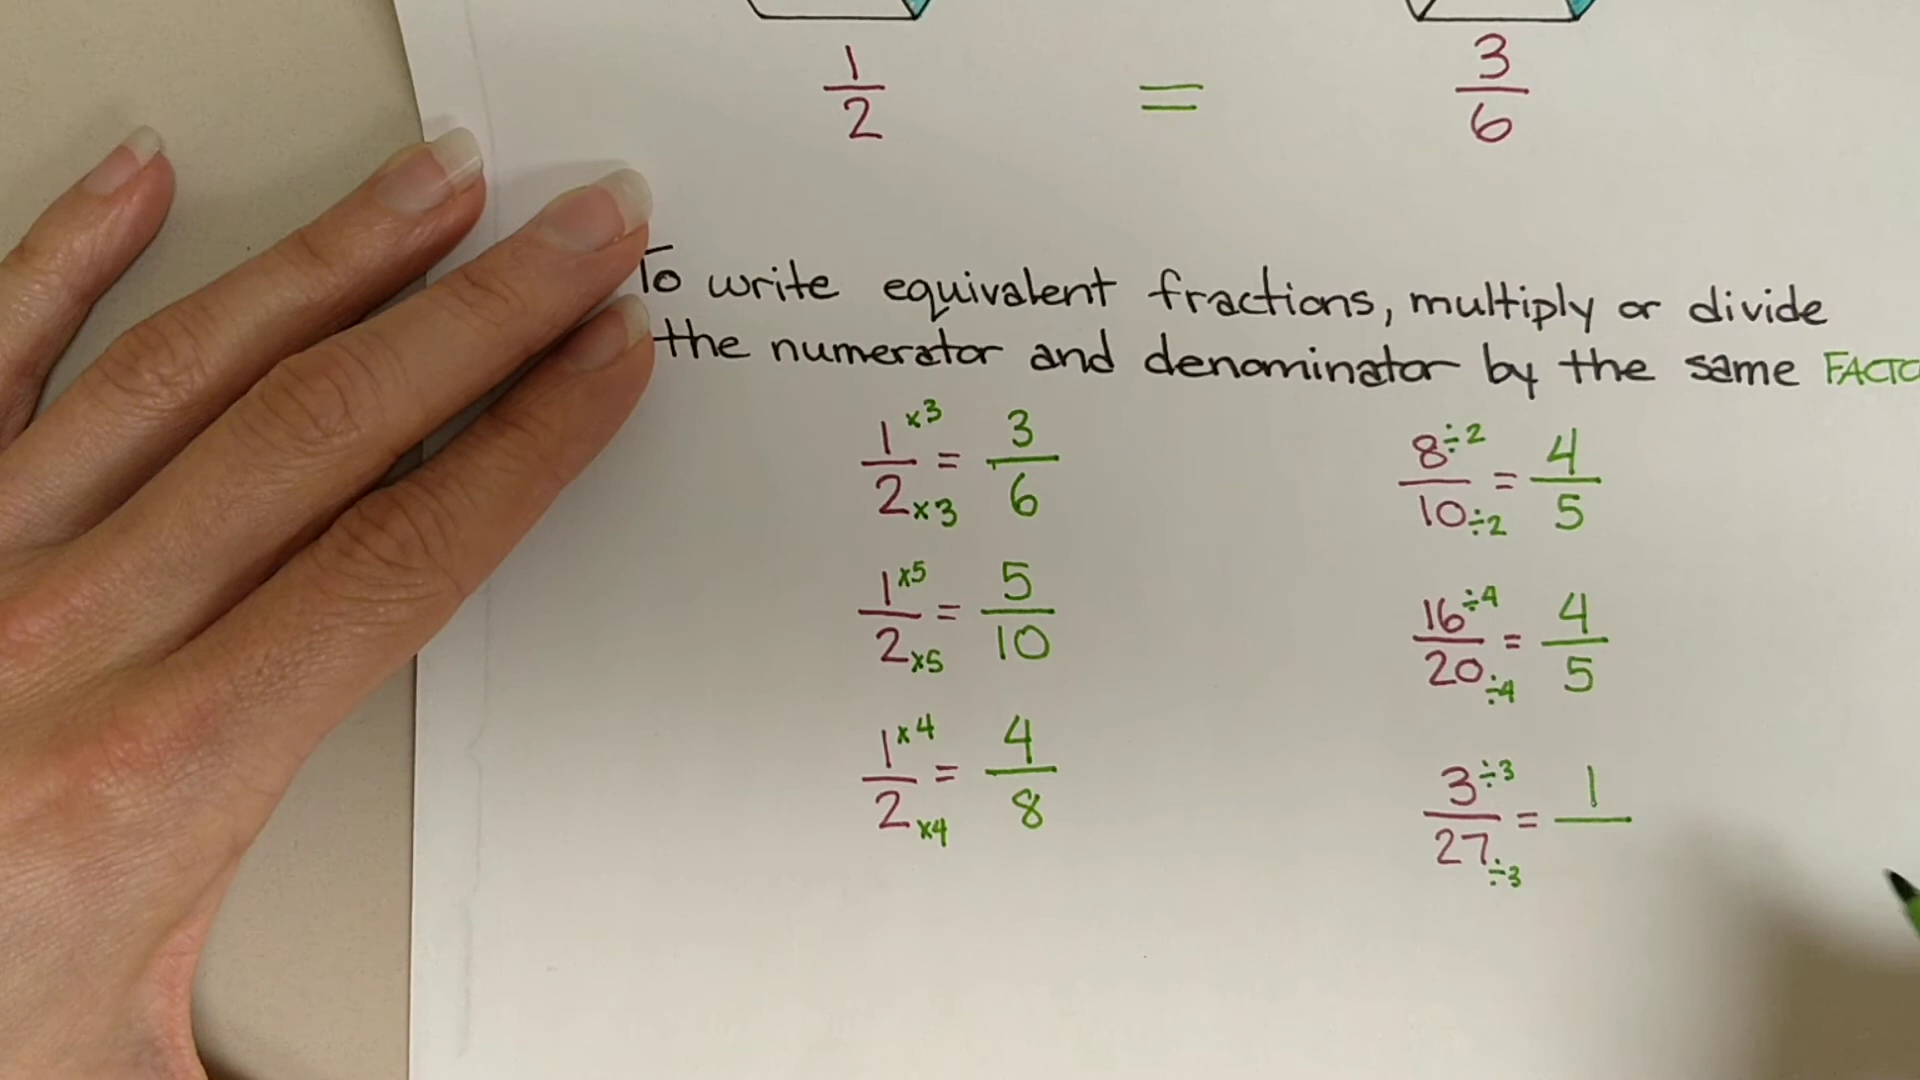 1/2 = 3/6
To write equivalent fractions, multiply or divide
the numerator and denominator by the same FACTO
1×3/2×3 = 3/6
1×5/2×5 = 5/10
1×4/2×4 = 4/8
8÷2/10÷2 = 4/5
16÷4/20÷4 = 4/5
3÷3/27÷3 = 1/